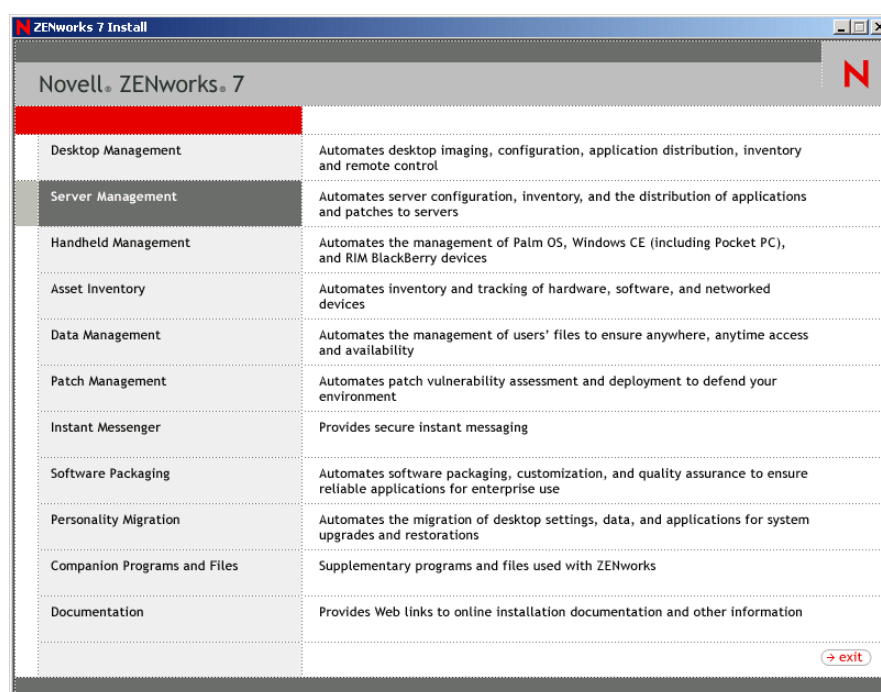 ZENworks 7 Install
Novell® ZENworks® 7
N
Desktop Management
Automates desktop imaging, configuration, application distribution, inventory
and remote control
Server Management
Automates server configuration, inventory, and the distribution of applications
and patches to servers
Handheld Management
Automates the management of Palm OS, Windows CE (including Pocket PC),
and RIM BlackBerry devices
Asset Inventory
Automates inventory and tracking of hardware, software, and networked
devices
Data Management
Automates the management of users’ files to ensure anywhere, anytime access
and availability
Patch Management
Automates patch vulnerability assessment and deployment to defend your
environment
Instant Messenger
Provides secure instant messaging
Software Packaging
Automates software packaging, customization, and quality assurance to ensure
reliable applications for enterprise use
Personality Migration
Automates the migration of desktop settings, data, and applications for system
upgrades and restorations
Companion Programs and Files
Supplementary programs and files used with ZENworks
Documentation
Provides Web links to online installation documentation and other information
exit